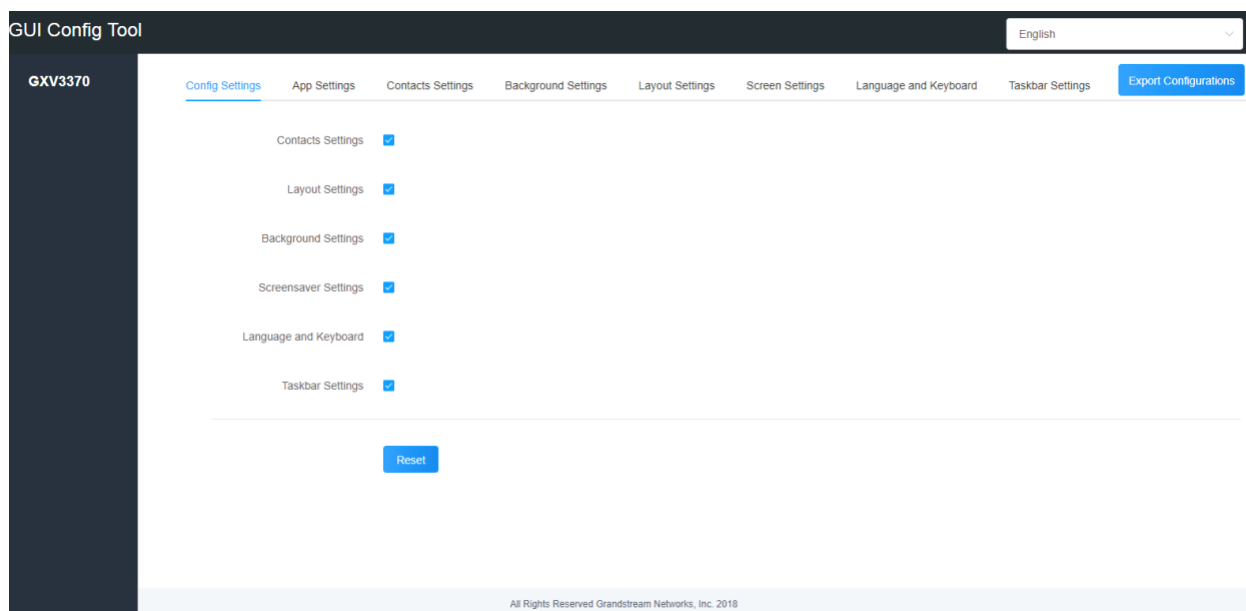 GUI Config Tool
English
GXV3370
Config Settings App Settings Contacts Settings Background Settings Layout Settings Screen Settings Language and Keyboard Taskbar Settings Export Configurations
Contacts Settings
Layout Settings
Background Settings
Screensaver Settings
Language and Keyboard
Taskbar Settings
Reset
All Rights Reserved Grandstream Networks, Inc. 2018